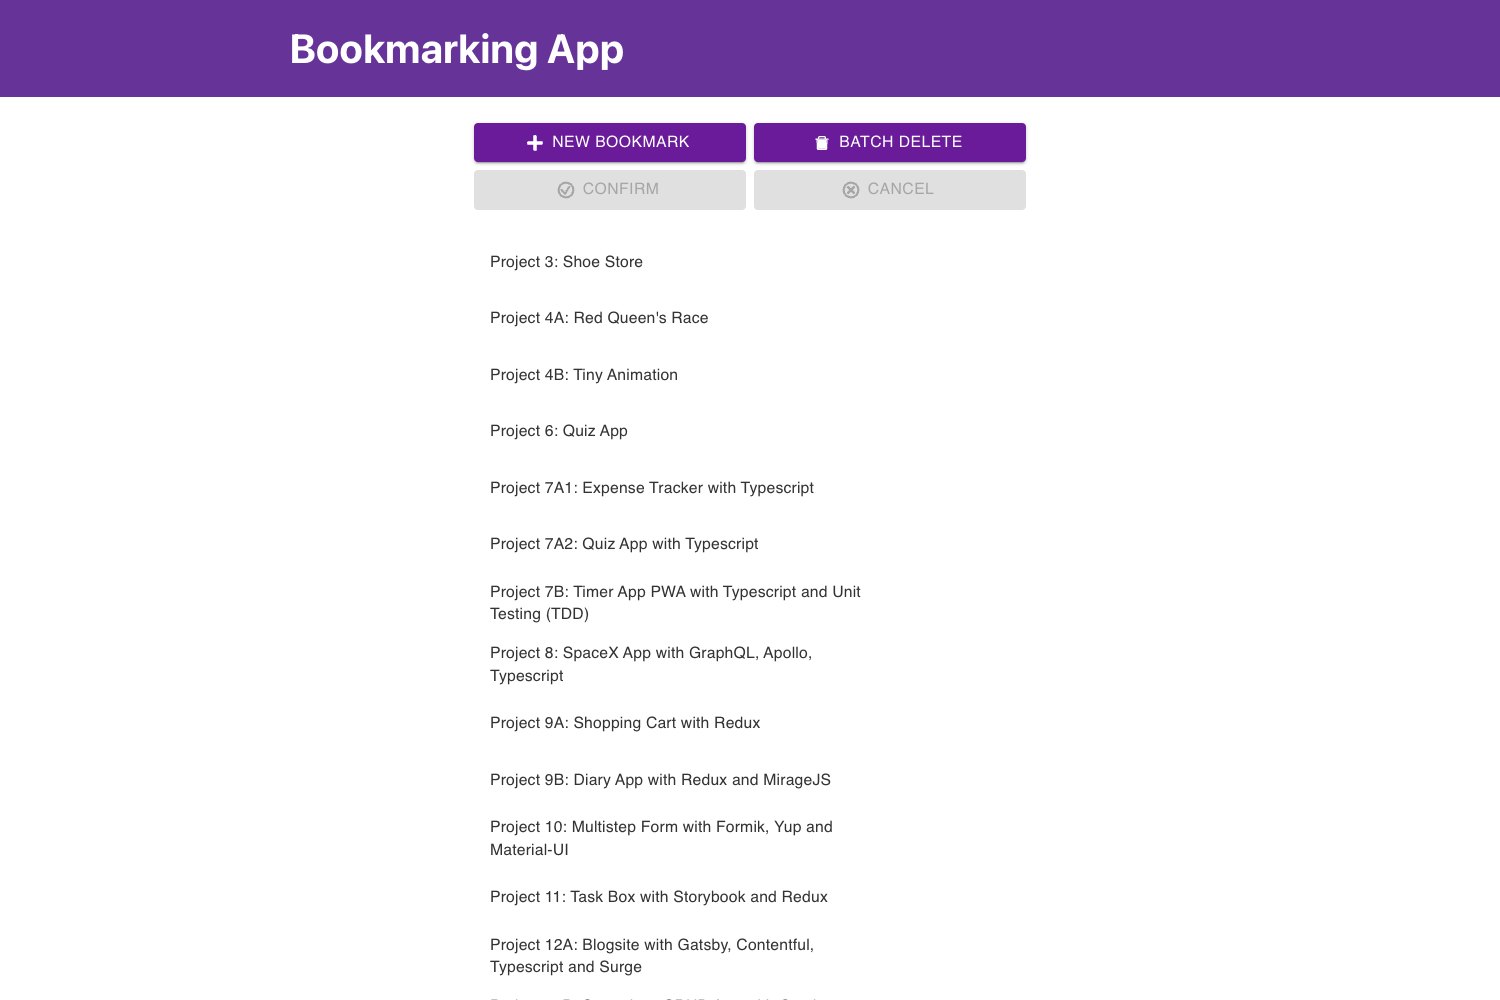 Bookmarking App
NEW BOOKMARK
BATCH DELETE
CONFIRM
CANCEL
Project 3: Shoe Store
Project 4A: Red Queen's Race
Project 4B: Tiny Animation
Project 6: Quiz App
Project 7A1: Expense Tracker with Typescript
Project 7A2: Quiz App with Typescript
Project 7B: Timer App PWA with Typescript and Unit
Testing (TDD)
Project 8: SpaceX App with GraphQL, Apollo,
Typescript
Project 9A: Shopping Cart with Redux
Project 9B: Diary App with Redux and MirageJS
Project 10: Multistep Form with Formik, Yup and
Material-UI
Project 11: Task Box with Storybook and Redux
Project 12A: Blogsite with Gatsby, Contentful,
Typescript and Surge